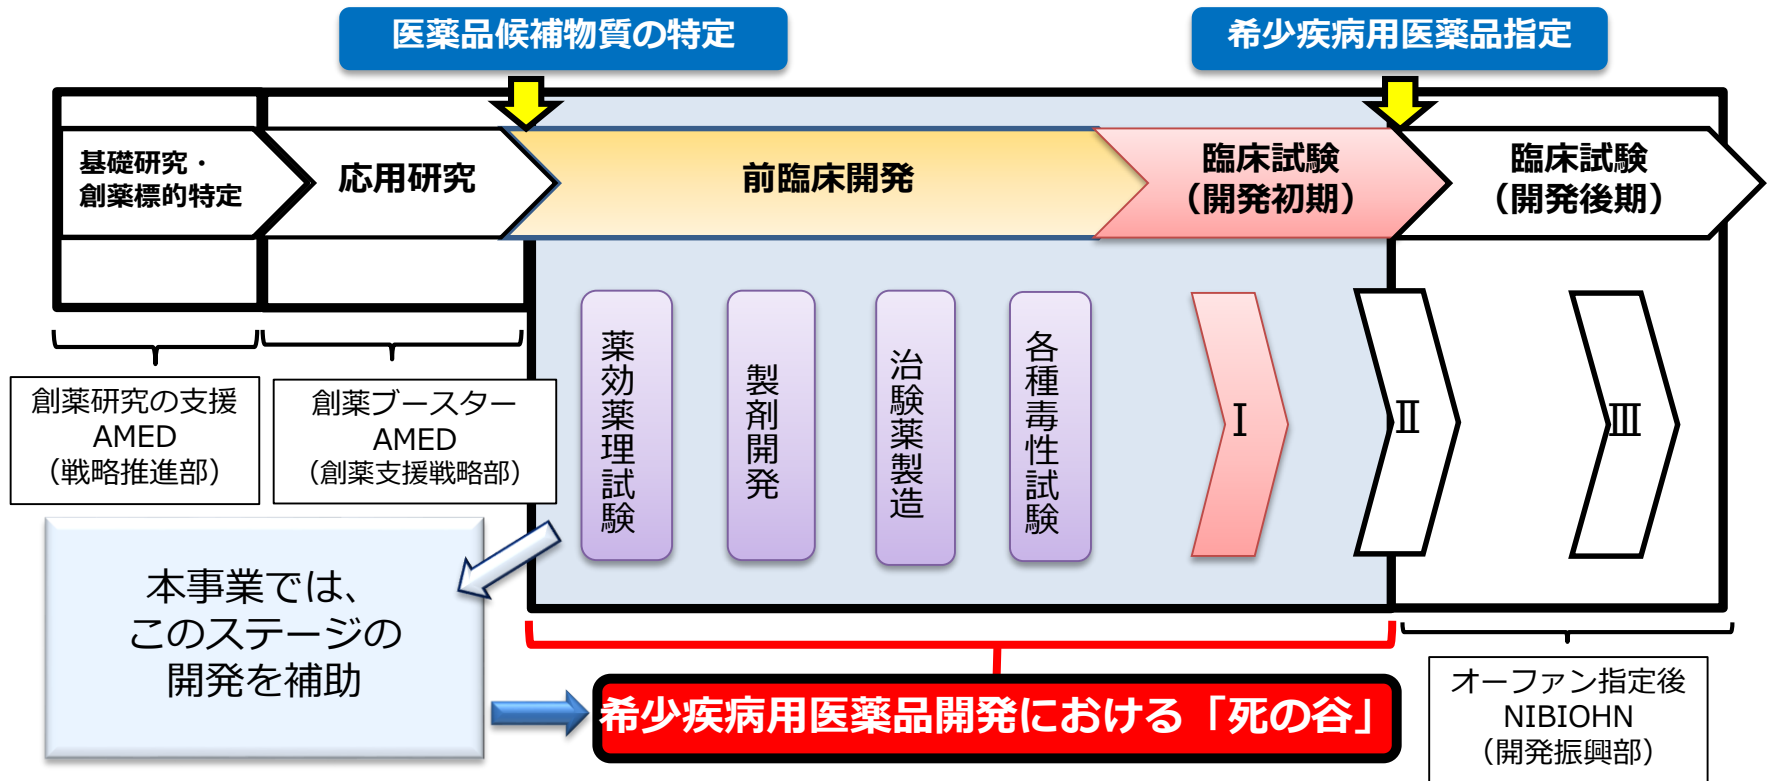 医薬品候補物質の特定
希少疾病用医薬品指定
基礎研究・
創薬標的特定
応用研究
前臨床開発
臨床試験
（開発初期）
臨床試験
（開発後期）
薬効薬理試験
製剤開発
治験薬製造
各種毒性試験
Ⅰ
Ⅱ
Ⅲ
創薬研究の支援
AMED
（戦略推進部）
創薬ブースター
AMED
（創薬支援戦略部）
本事業では、
このステージの
開発を補助
希少疾病用医薬品開発における「死の谷」
オーファン指定後
NIBIOHN
（開発振興部）